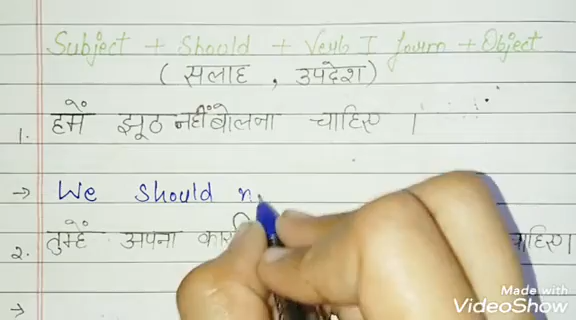 Subject + Should + Verb I form + Object
(सलाह, उपदेश)
1. हमें झूठ नहीं बोलना चाहिए ।
→ We should n
2. तुम्हें अपना चाहिए।
→
Made with
VideoShow